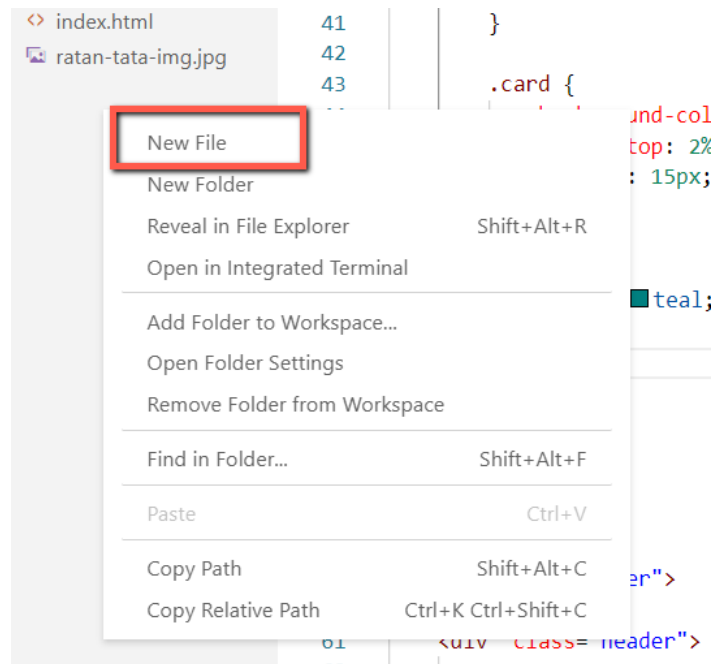 index.html
ratan-tata-img.jpg
41 }
42
43 .card {
top: 2%
: 15px;
teal;
New File
New Folder
Reveal in File Explorer Shift+Alt+R
Open in Integrated Terminal
Add Folder to Workspace...
Open Folder Settings
Remove Folder from Workspace
Find in Folder... Shift+Alt+F
Paste Ctrl+V
Copy Path Shift+Alt+C
Copy Relative Path Ctrl+K Ctrl+Shift+C
er">
61 <div class="header">